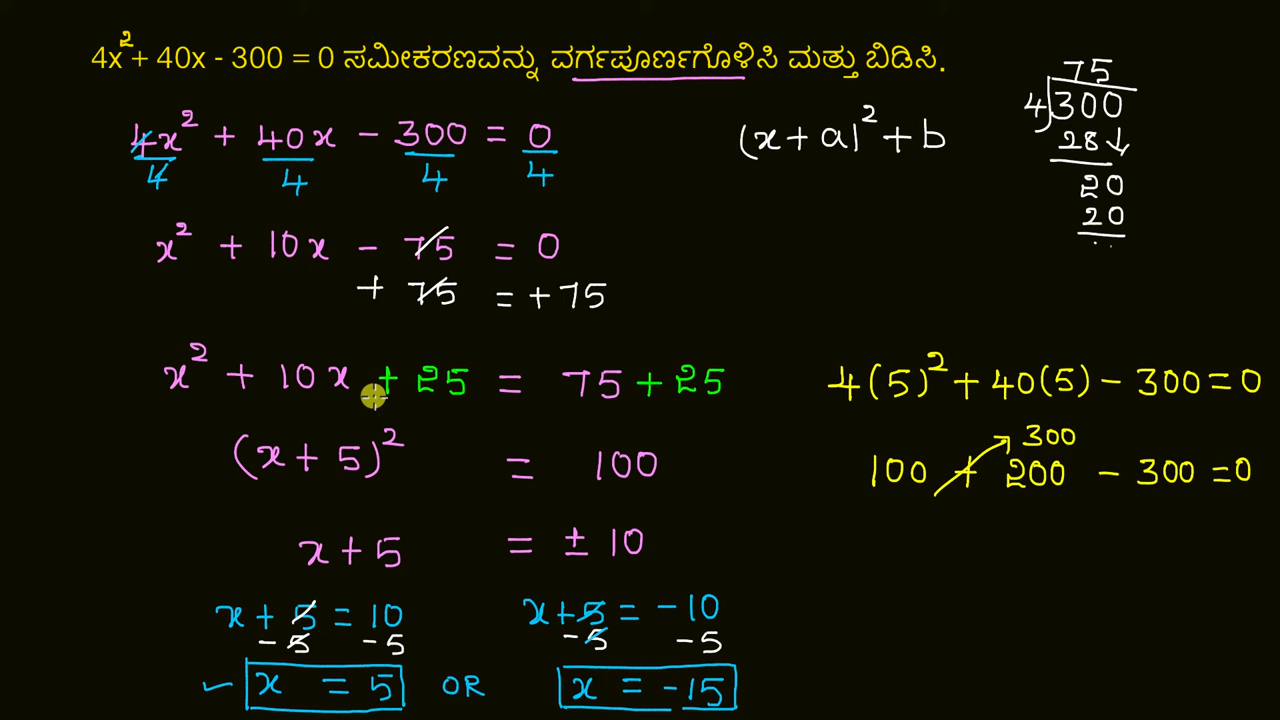 4x² + 40x - 300 = 0 ಸಮೀಕರಣವನ್ನು ವರ್ಗಪೂರ್ಣಗೊಳಿಸಿ ಮತ್ತು ಬಿಡಿಸಿ.
4x²/4 + 40x/4 - 300/4 = 0/4
x² + 10x - 75 = 0
+ 75 = + 75
x² + 10x + 25 = 75 + 25
(x + 5)² = 100
x + 5 = ± 10
x + 5 = 10
- 5 - 5
x = 5
OR
x + 5 = -10
- 5 - 5
x = -15
(x + a)² + b
75
4 300
28
20
20
4(5)² + 40(5) - 300 = 0
300
100 + 200 - 300 = 0